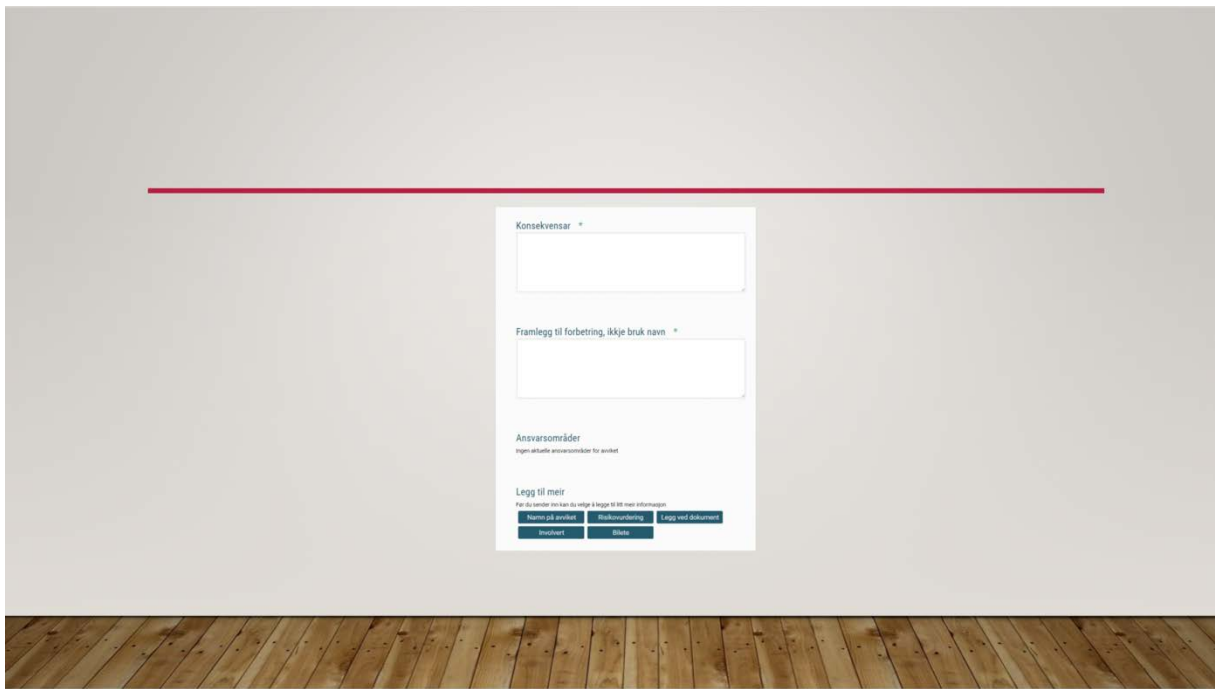 Konsekvensar *
Framlegg til forbetring, ikkje bruk navn *
Ansvarsområder
Ingen aktuelle ansvarsområder for avviket
Legg til meir
Før du sender inn kan du velge å legge til litt meir informasjon
Namn på avviket Risikovurdering Legg ved dokument
Involvert Bilete